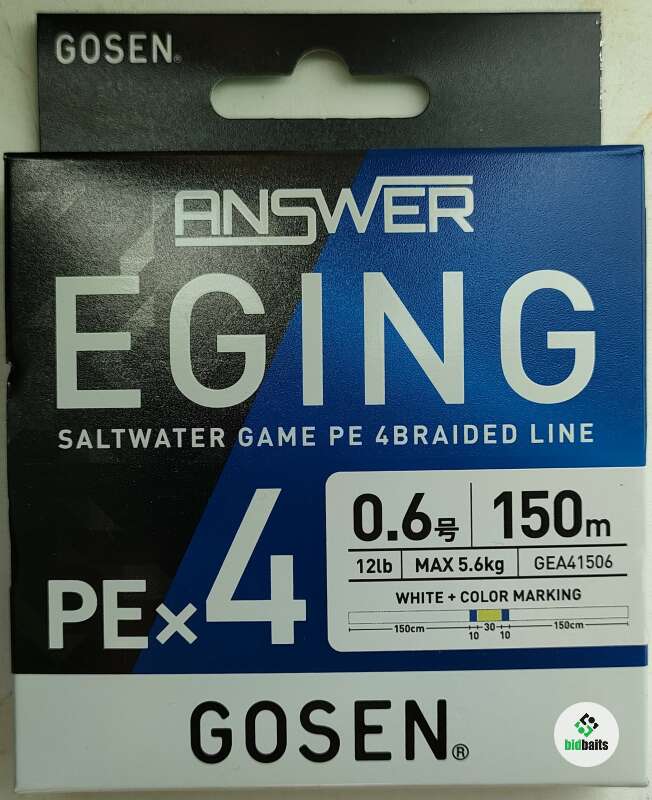 GOSEN®
ANSWER
EGING
SALTWATER GAME PE 4BRAIDED LINE
PE×4
0.6号 150m
12lb MAX 5.6kg GEA41506
WHITE + COLOR MARKING
150cm 10 30 10 150cm
GOSEN®
bidbaits